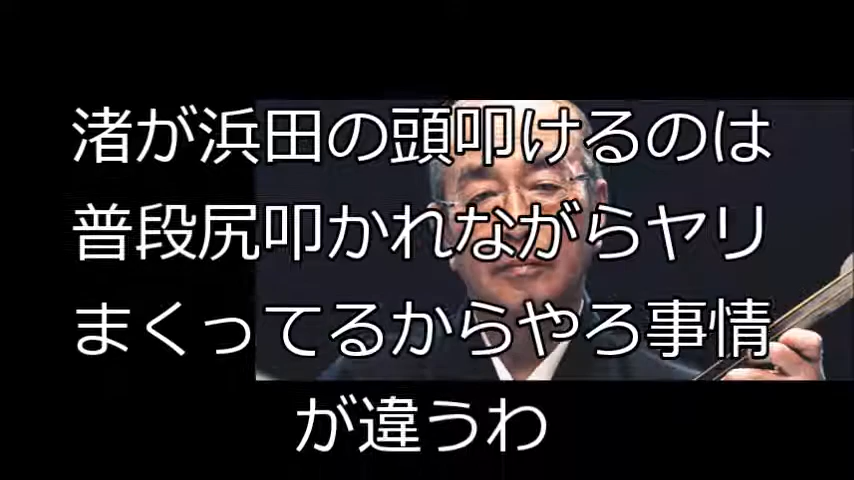 渚が浜田の頭叩けるのは
普段尻叩かれながらヤリ
まくってるからやろ事情
が違うわ